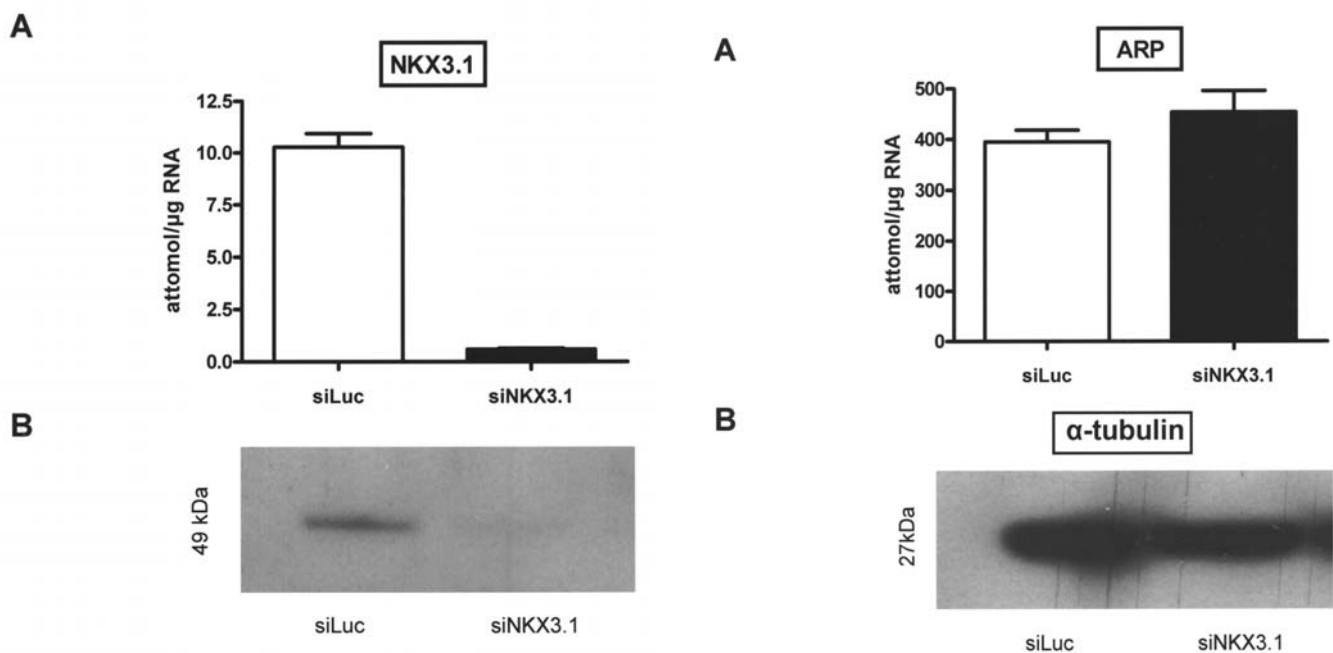 A
NKX3.1
attomol/µg RNA
12.5
10.0
7.5
5.0
2.5
0.0
siLuc siNKX3.1
B
49 kDa
siLuc siNKX3.1
A
ARP
attomol/µg RNA
500
400
300
200
100
0
siLuc siNKX3.1
B
α-tubulin
27kDa
siLuc siNKX3.1